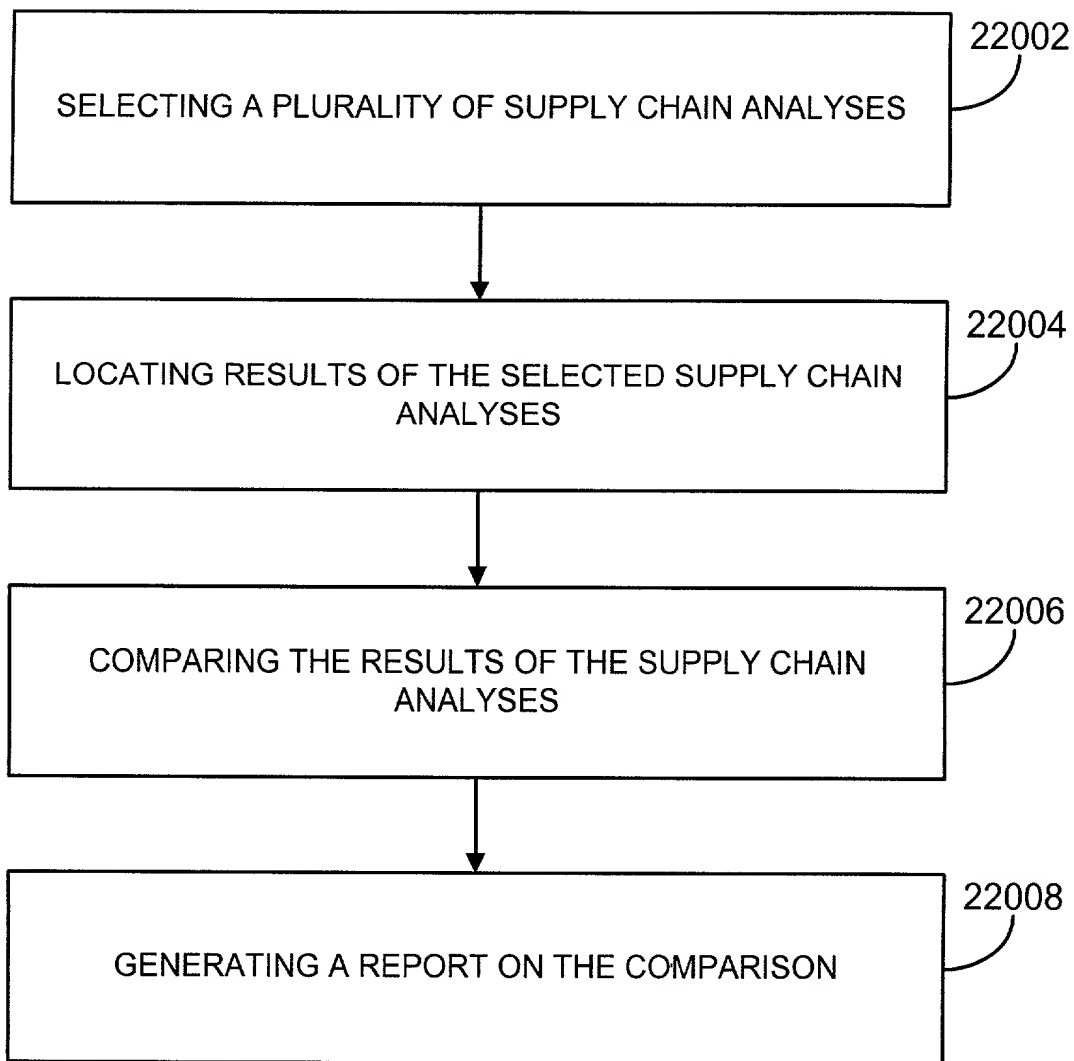 22002
SELECTING A PLURALITY OF SUPPLY CHAIN ANALYSES
22004
LOCATING RESULTS OF THE SELECTED SUPPLY CHAIN
ANALYSES
22006
COMPARING THE RESULTS OF THE SUPPLY CHAIN
ANALYSES
22008
GENERATING A REPORT ON THE COMPARISON